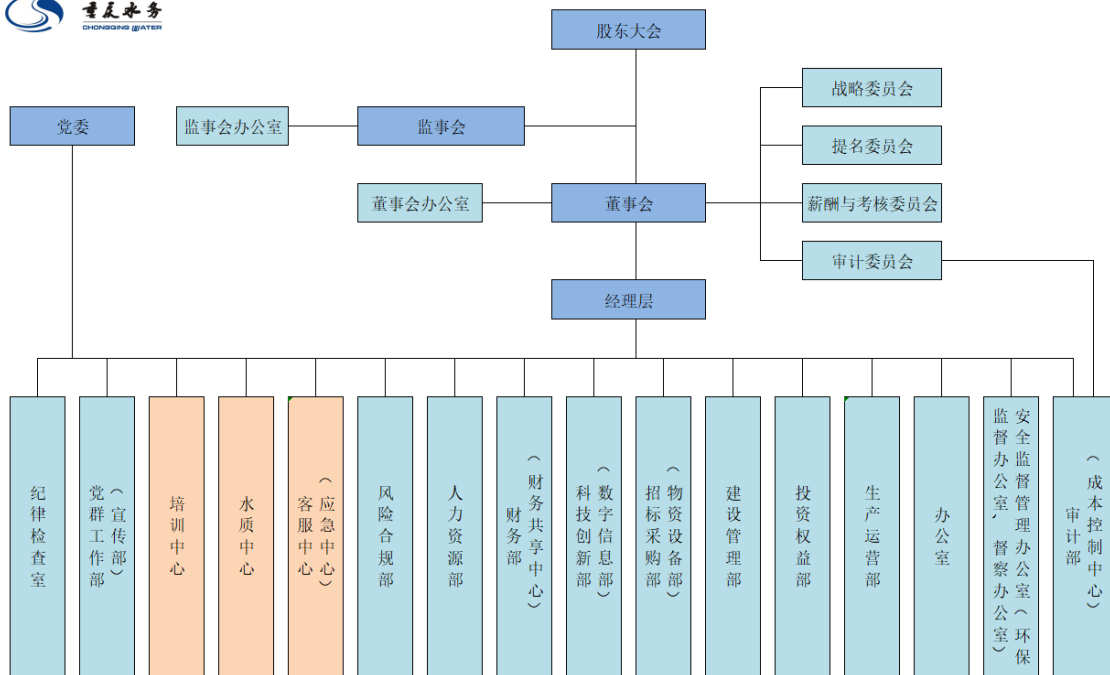 重庆水务
CHONGQING WATER
股东大会
战略委员会
党委
监事会办公室
监事会
提名委员会
董事会办公室
董事会
薪酬与考核委员会
审计委员会
经理层
纪律检查室
党群工作部
（宣传部）
培训中心
水质中心
客服中心
（应急中心）
风险合规部
人力资源部
财务部
（财务共享中心）
科技创新部
（数字信息部）
招标采购部
（物资设备部）
建设管理部
投资权益部
生产运营部
办公室
安全监督管理办公室（环保
监督办公室，督察办公室）
审计部
（成本控制中心）